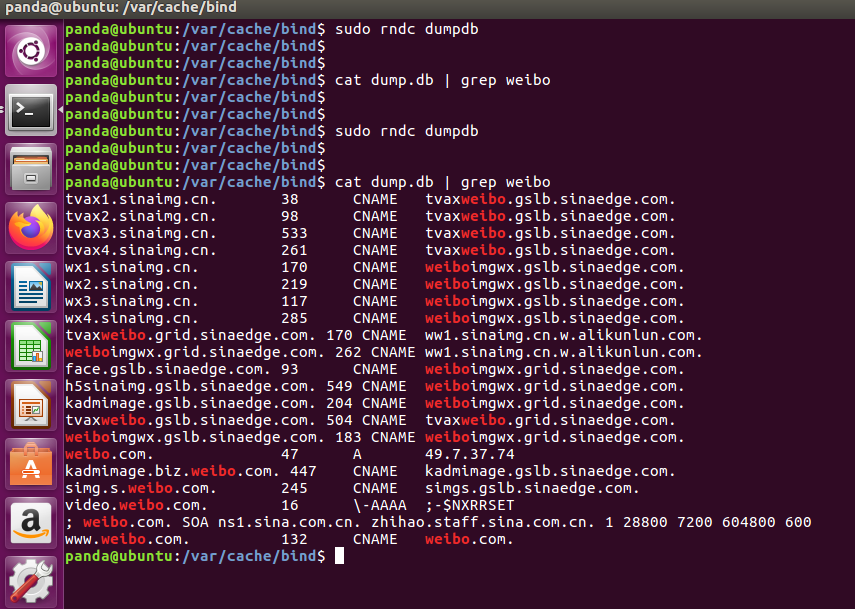 panda@ubuntu: /var/cache/bind
panda@ubuntu:/var/cache/bind$ sudo rndc dumpdb
panda@ubuntu:/var/cache/bind$
panda@ubuntu:/var/cache/bind$
panda@ubuntu:/var/cache/bind$ cat dump.db | grep weibo
panda@ubuntu:/var/cache/bind$
panda@ubuntu:/var/cache/bind$
panda@ubuntu:/var/cache/bind$ sudo rndc dumpdb
panda@ubuntu:/var/cache/bind$
panda@ubuntu:/var/cache/bind$
panda@ubuntu:/var/cache/bind$ cat dump.db | grep weibo
tvax1.sinaimg.cn. 38 CNAME tvaxweibo.gslb.sinaedge.com.
tvax2.sinaimg.cn. 98 CNAME tvaxweibo.gslb.sinaedge.com.
tvax3.sinaimg.cn. 533 CNAME tvaxweibo.gslb.sinaedge.com.
tvax4.sinaimg.cn. 261 CNAME tvaxweibo.gslb.sinaedge.com.
wx1.sinaimg.cn. 170 CNAME weiboimgwx.gslb.sinaedge.com.
wx2.sinaimg.cn. 219 CNAME weiboimgwx.gslb.sinaedge.com.
wx3.sinaimg.cn. 117 CNAME weiboimgwx.gslb.sinaedge.com.
wx4.sinaimg.cn. 285 CNAME weiboimgwx.gslb.sinaedge.com.
tvaxweibo.grid.sinaedge.com. 170 CNAME ww1.sinaimg.cn.w.alikunlun.com.
weiboimgwx.grid.sinaedge.com. 262 CNAME ww1.sinaimg.cn.w.alikunlun.com.
face.gslb.sinaedge.com. 93 CNAME weiboimgwx.grid.sinaedge.com.
h5sinaimg.gslb.sinaedge.com. 549 CNAME weiboimgwx.grid.sinaedge.com.
kadmimage.gslb.sinaedge.com. 204 CNAME weiboimgwx.grid.sinaedge.com.
tvaxweibo.gslb.sinaedge.com. 504 CNAME tvaxweibo.grid.sinaedge.com.
weiboimgwx.gslb.sinaedge.com. 183 CNAME weiboimgwx.grid.sinaedge.com.
weibo.com. 47 A 49.7.37.74
kadmimage.biz.weibo.com. 447 CNAME kadmimage.gslb.sinaedge.com.
simg.s.weibo.com. 245 CNAME simgs.gslb.sinaedge.com.
video.weibo.com. 16 \-AAAA ;-$NXRRSET
; weibo.com. SOA ns1.sina.com.cn. zhihao.staff.sina.com.cn. 1 28800 7200 604800 600
www.weibo.com. 132 CNAME weibo.com.
panda@ubuntu:/var/cache/bind$